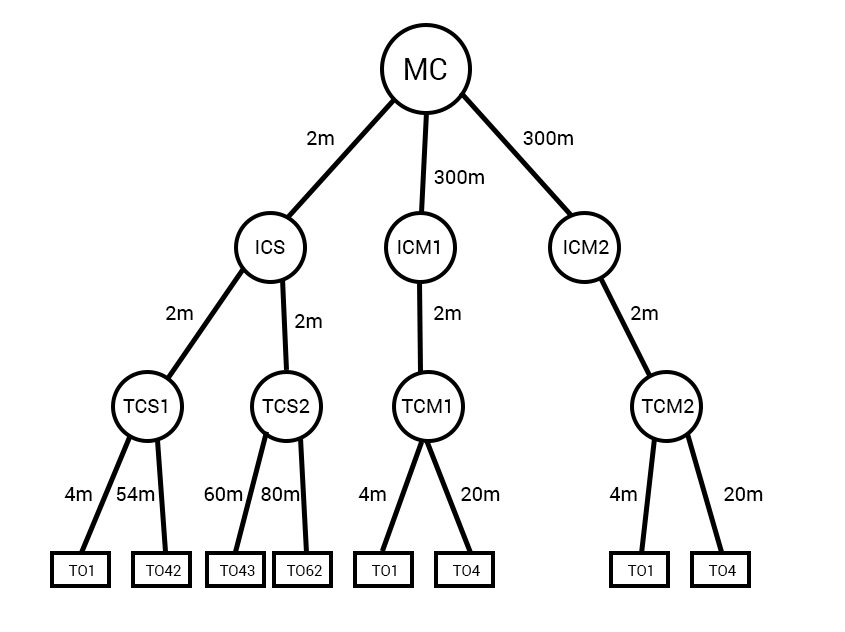 MC
2m
300m
300m
ICS
ICM1
ICM2
2m
2m
2m
2m
TCS1
TCS2
TCM1
TCM2
4m
54m
60m
80m
4m
20m
4m
20m
TO1
TO42
TO43
TO62
TO1
TO4
TO1
TO4